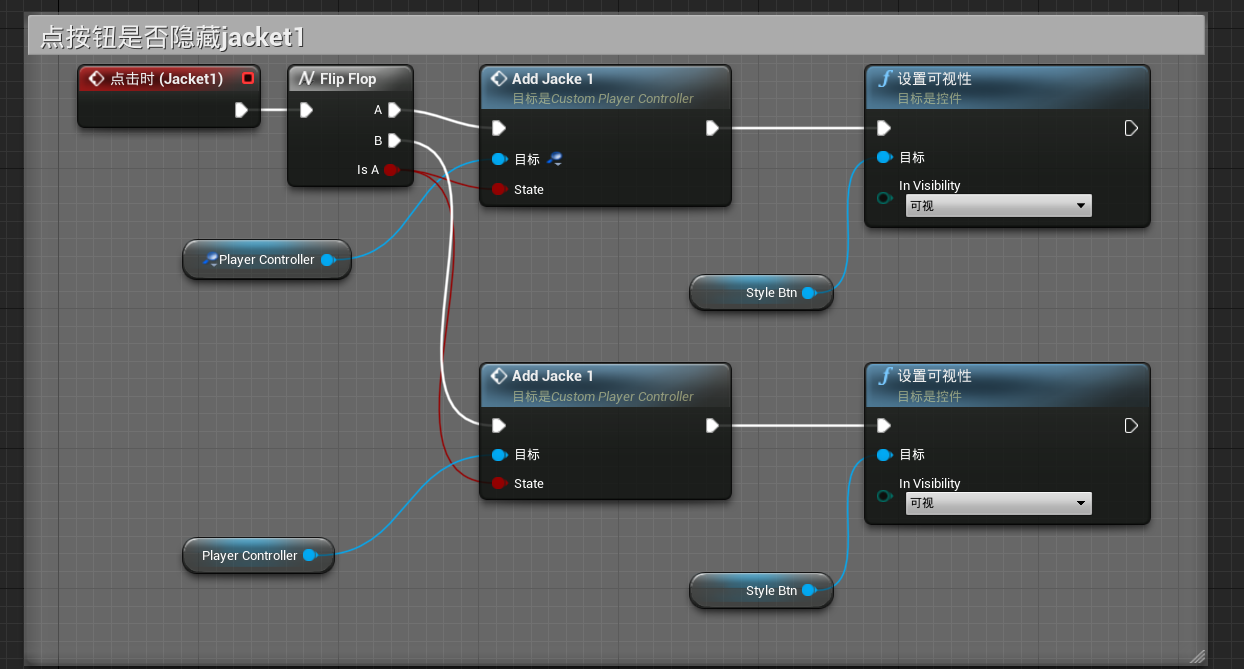 点按钮是否隐藏jacket1
点击时 (Jacket1)
Flip Flop
A
B
Is A
Add Jacke 1
目标是Custom Player Controller
目标
State
设置可视性
目标是控件
目标
In Visibility
可视
Player Controller
Style Btn
Add Jacke 1
目标是Custom Player Controller
目标
State
设置可视性
目标是控件
目标
In Visibility
可视
Player Controller
Style Btn